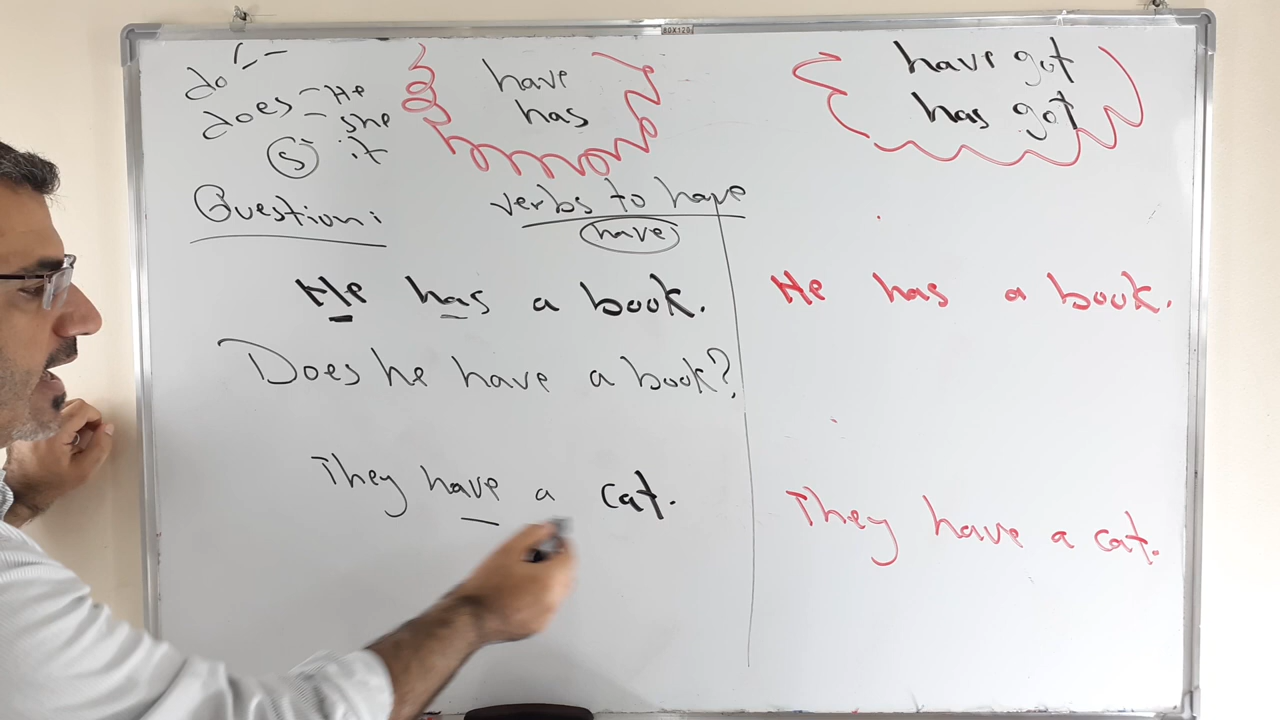 80X120
do
does - He
- she
S it
have
has
have got
has got
Question:
verbs to have
have
He has a book.
Does he have a book?
They have a cat.
He has a book.
They have a cat.